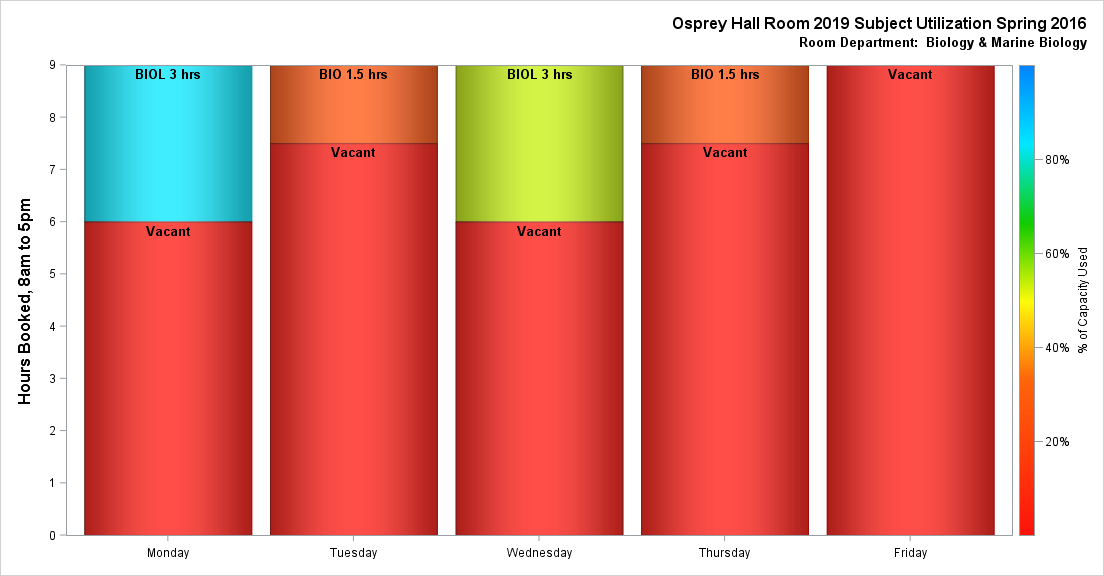 Osprey Hall Room 2019 Subject Utilization Spring 2016
Room Department:  Biology & Marine Biology
Hours Booked, 8am to 5pm
9
8
7
6
5
4
3
2
1
0
BIOL 3 hrs
Vacant
BIO 1.5 hrs
Vacant
BIOL 3 hrs
Vacant
BIO 1.5 hrs
Vacant
Vacant
Monday
Tuesday
Wednesday
Thursday
Friday
80%
60%
40%
20%
% of Capacity Used